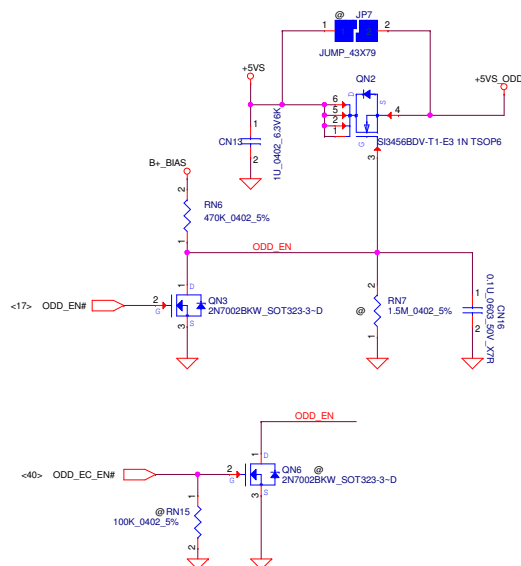 @ JP7
1 2
JUMP_43X79
+5VS
QN2
+5VS_ODD
D S
6
5
2
1
4
G
3
SI3456BDV-T1-E3 1N TSOP6
1
CN13
2
1U_0402_6.3V6K
B+_BIAS
2
RN6
470K_0402_5%
1
ODD_EN
1
D
QN3
2N7002BKW_SOT323-3~D
<17> ODD_EN# 2
G
S
3
2
RN7
1.5M_0402_5%
@
1
1
CN16
2
0.1U_0603_50V_X7R
ODD_EN
1
D
QN6 @
2N7002BKW_SOT323-3~D
<40> ODD_EC_EN# 2
G
S
3
1
@ RN15
100K_0402_5%
2